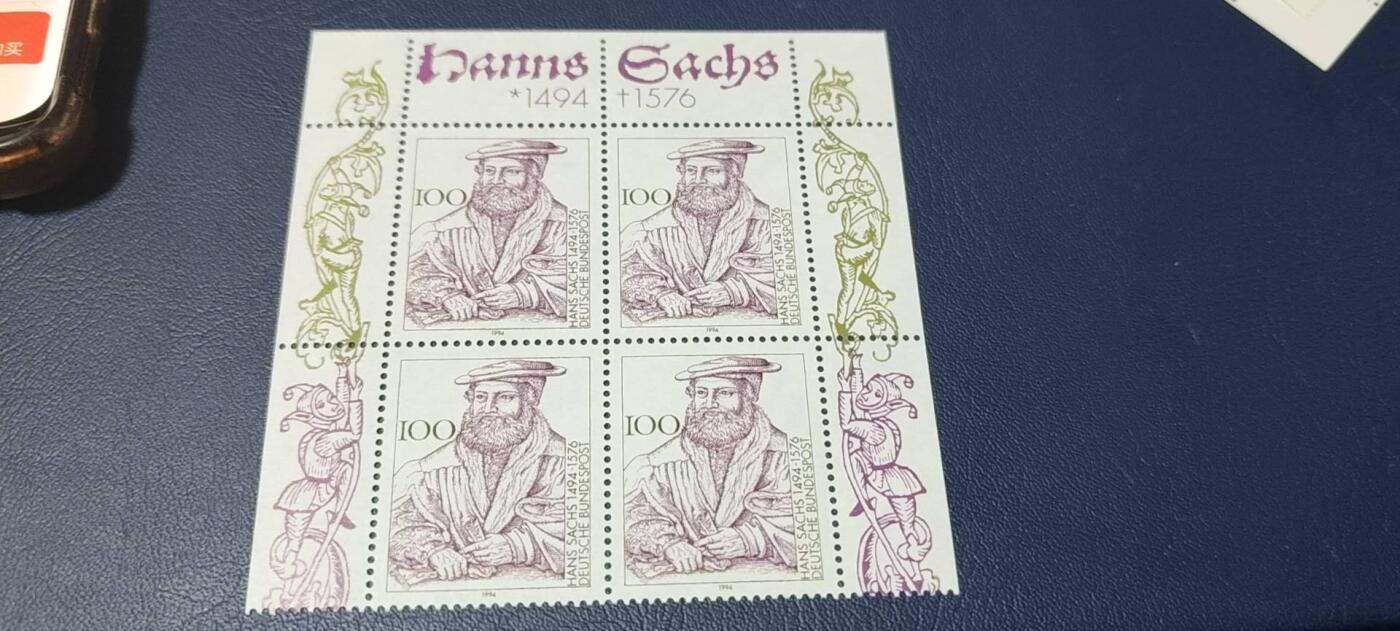 买
Hanns Sachs
*1494 †1576
100
HANS SACHS 1494·1576
DEUTSCHE BUNDESPOST
1994
100
HANS SACHS 1494·1576
DEUTSCHE BUNDESPOST
1994
100
HANS SACHS 1494·1576
DEUTSCHE BUNDESPOST
1994
100
HANS SACHS 1494·1576
DEUTSCHE BUNDESPOST
1994